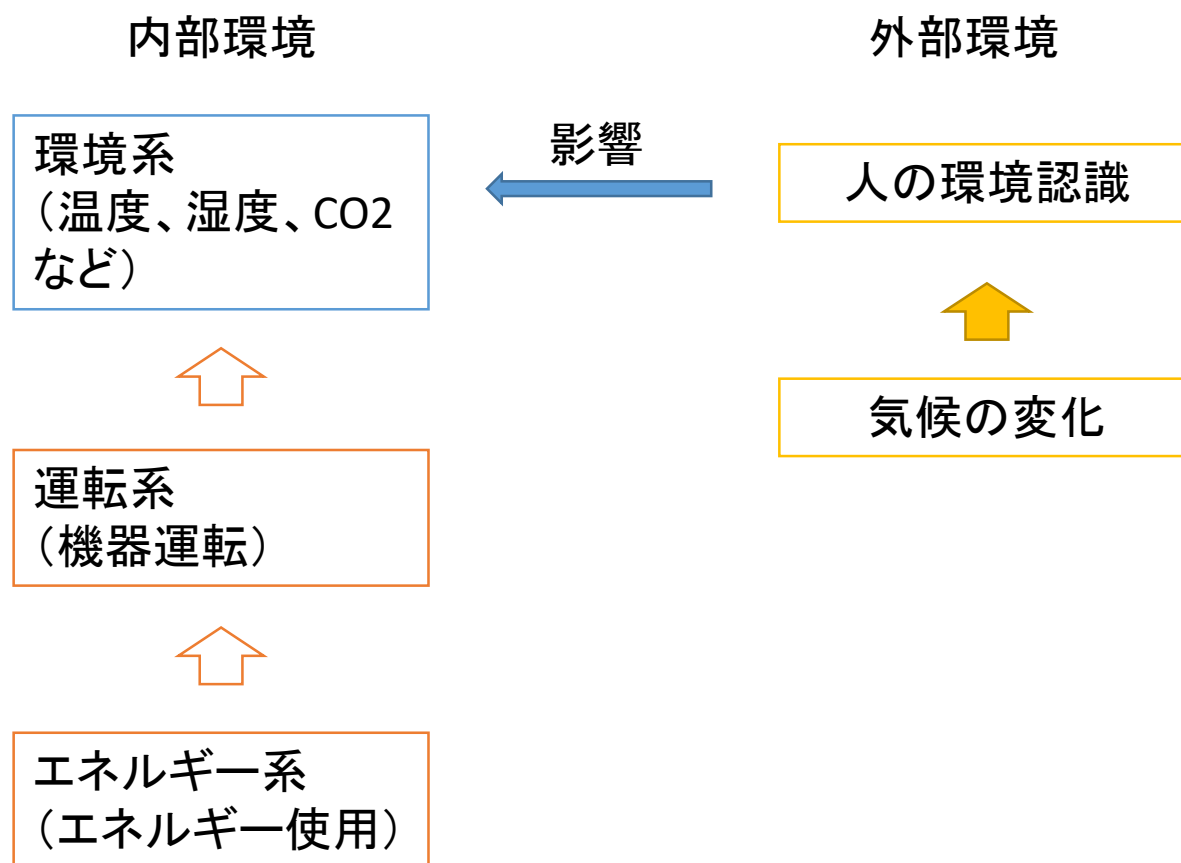 内部環境
外部環境
環境系
（温度、湿度、CO2
など）
影響
人の環境認識
気候の変化
運転系
（機器運転）
エネルギー系
（エネルギー使用）